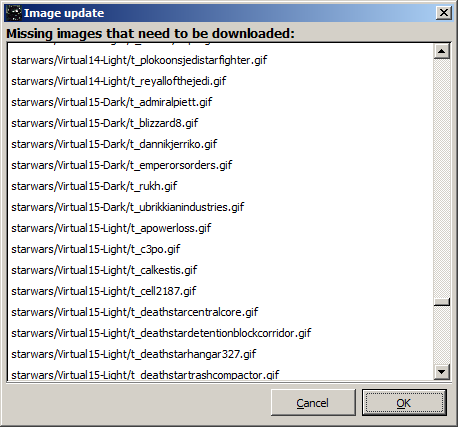 Image update
Missing images that need to be downloaded:
starwars/Virtual14-Light/t_plokoonsjedistarfighter.gif
starwars/Virtual14-Light/t_reyallofthejedi.gif
starwars/Virtual15-Dark/t_admiralpiett.gif
starwars/Virtual15-Dark/t_blizzard8.gif
starwars/Virtual15-Dark/t_dannikjerriko.gif
starwars/Virtual15-Dark/t_emperorsorders.gif
starwars/Virtual15-Dark/t_rukh.gif
starwars/Virtual15-Dark/t_ubrikkianindustries.gif
starwars/Virtual15-Light/t_apowerloss.gif
starwars/Virtual15-Light/t_c3po.gif
starwars/Virtual15-Light/t_calkestis.gif
starwars/Virtual15-Light/t_cell2187.gif
starwars/Virtual15-Light/t_deathstarcentralcore.gif
starwars/Virtual15-Light/t_deathstardetentionblockcorridor.gif
starwars/Virtual15-Light/t_deathstarhangar327.gif
starwars/Virtual15-Light/t_deathstartrashcompactor.gif
Cancel
OK